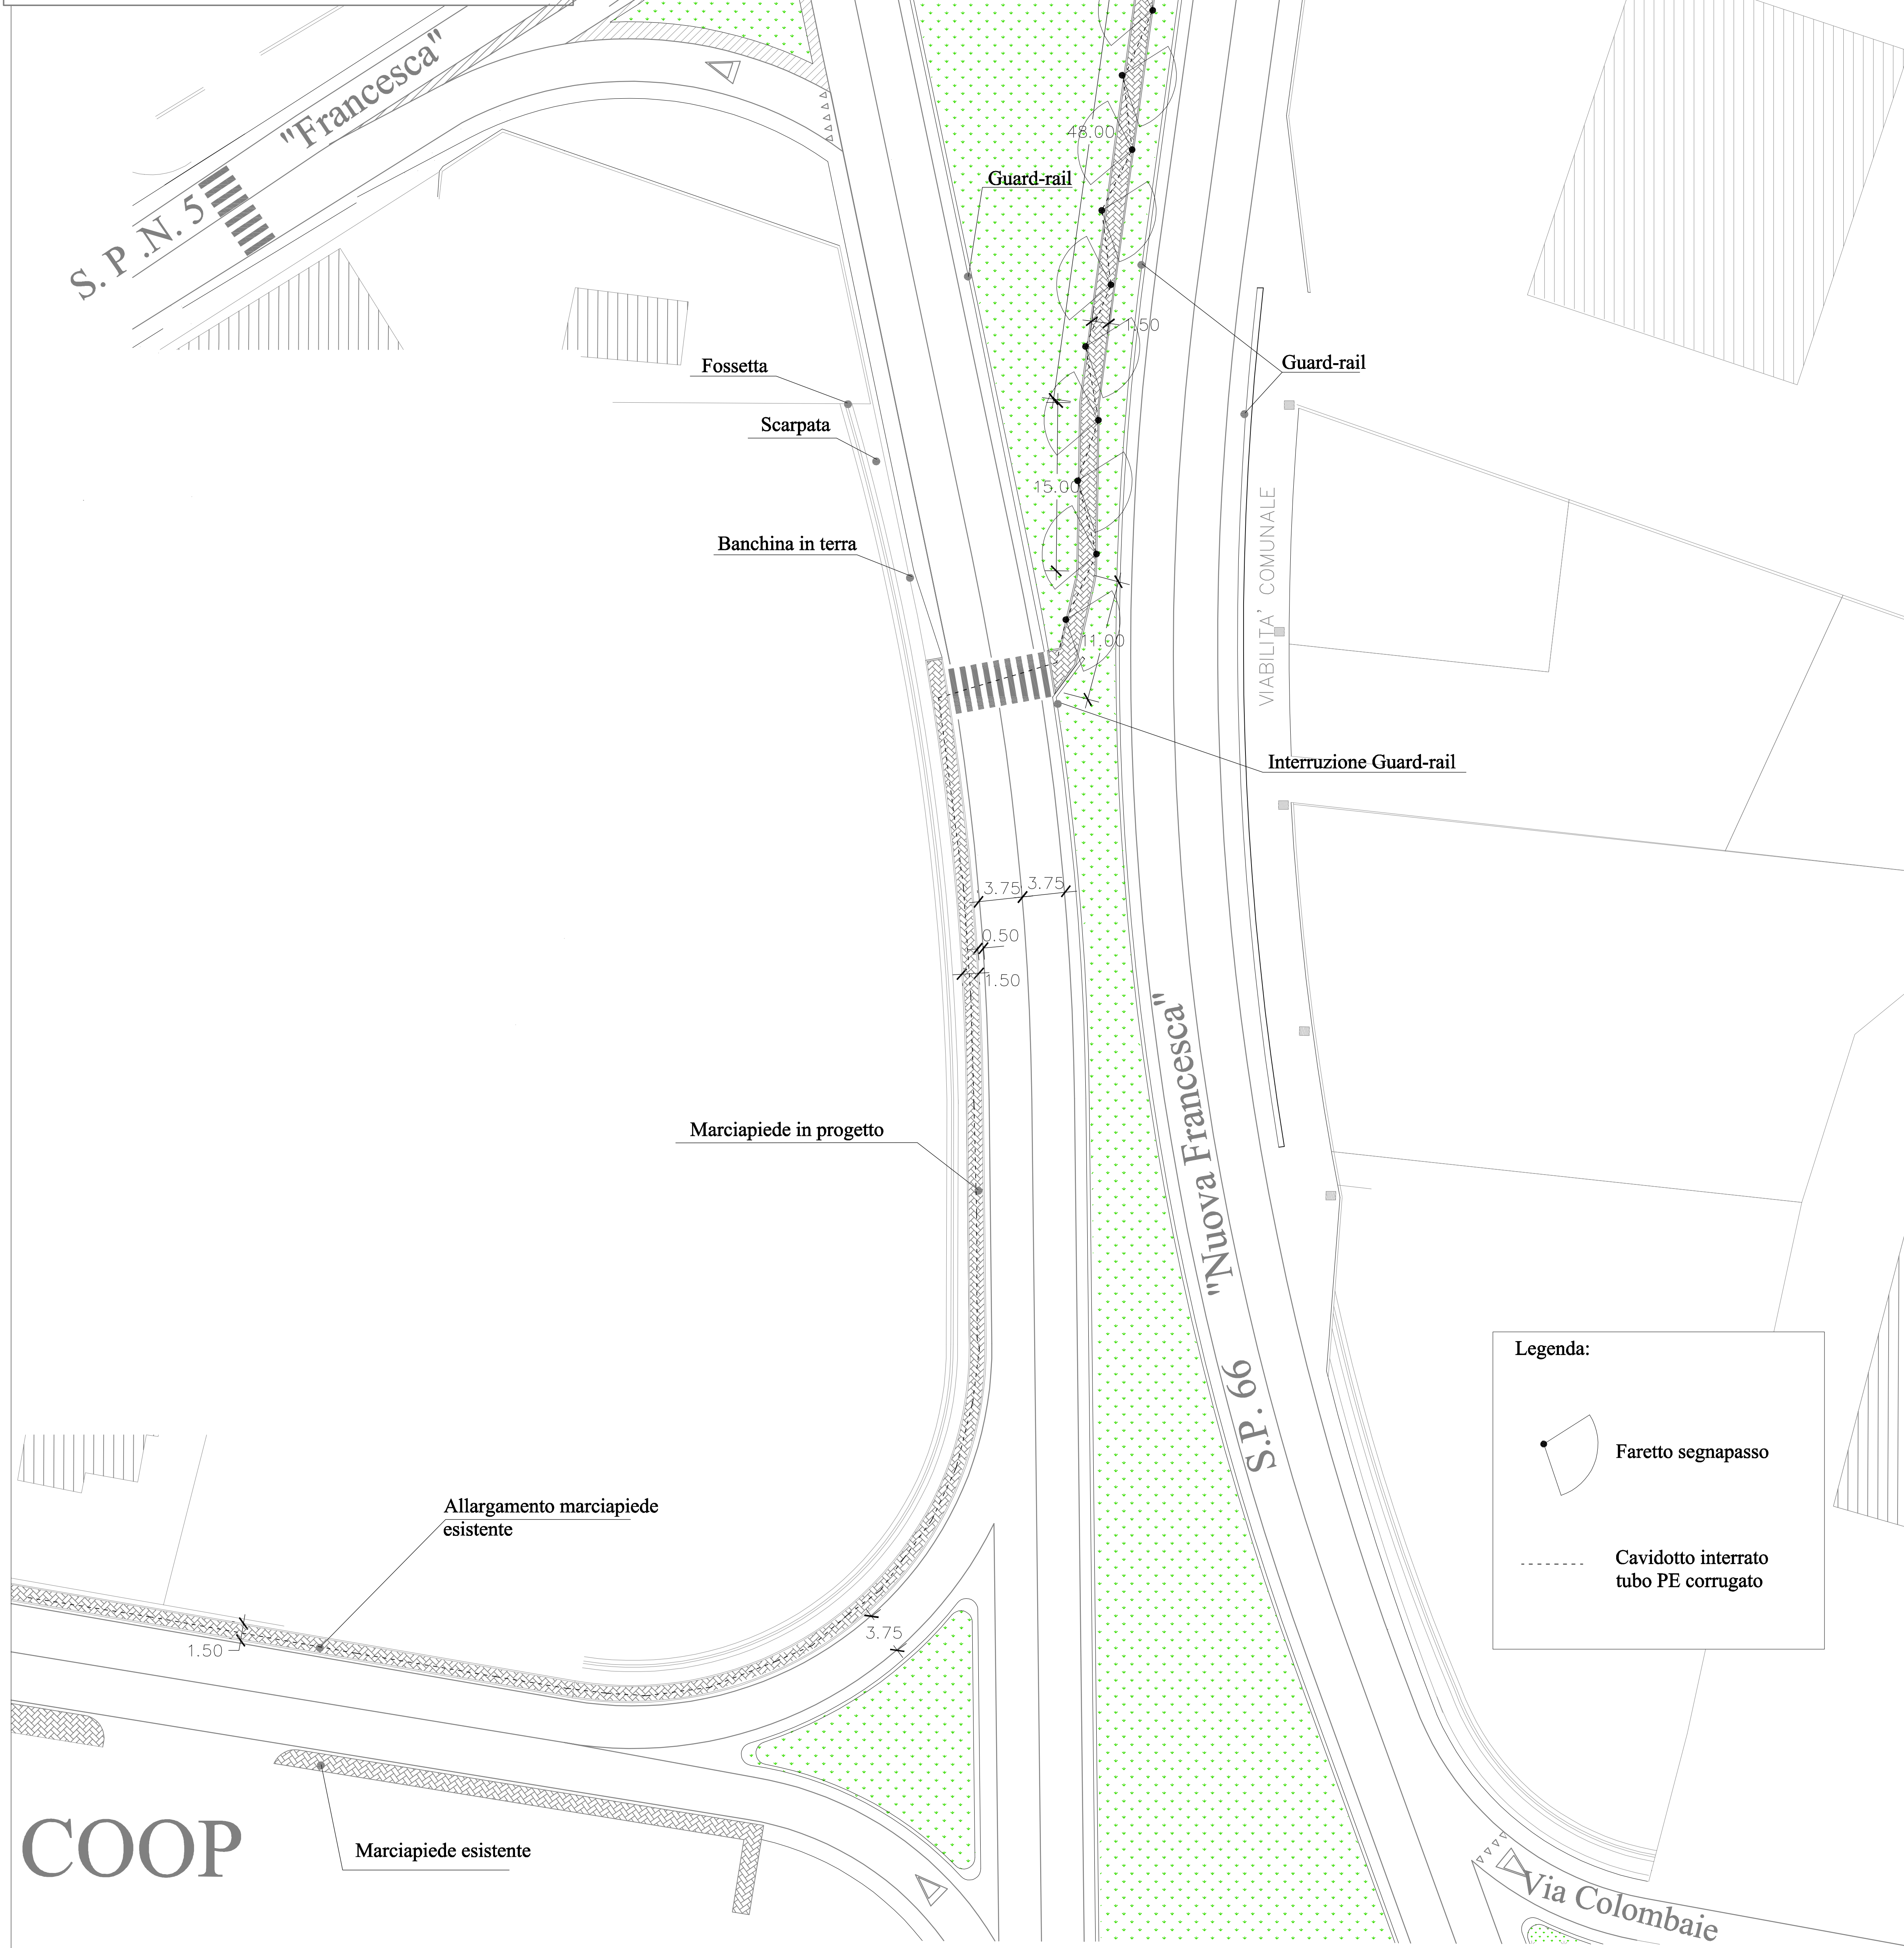 "Francesca"
S. P .N. 5
48.00
Guard-rail
1.50
Guard-rail
Fossetta
Scarpata
15.00
Banchina in terra
VIABILITA' COMUNALE
11.00
Interruzione Guard-rail
3.75
3.75
0.50
1.50
"Nuova Francesca"
Marciapiede in progetto
S.P. 66
Legenda:
Faretto segnapasso
Cavidotto interrato
tubo PE corrugato
Allargamento marciapiede
esistente
1.50
3.75
COOP
Marciapiede esistente
Via Colombaie